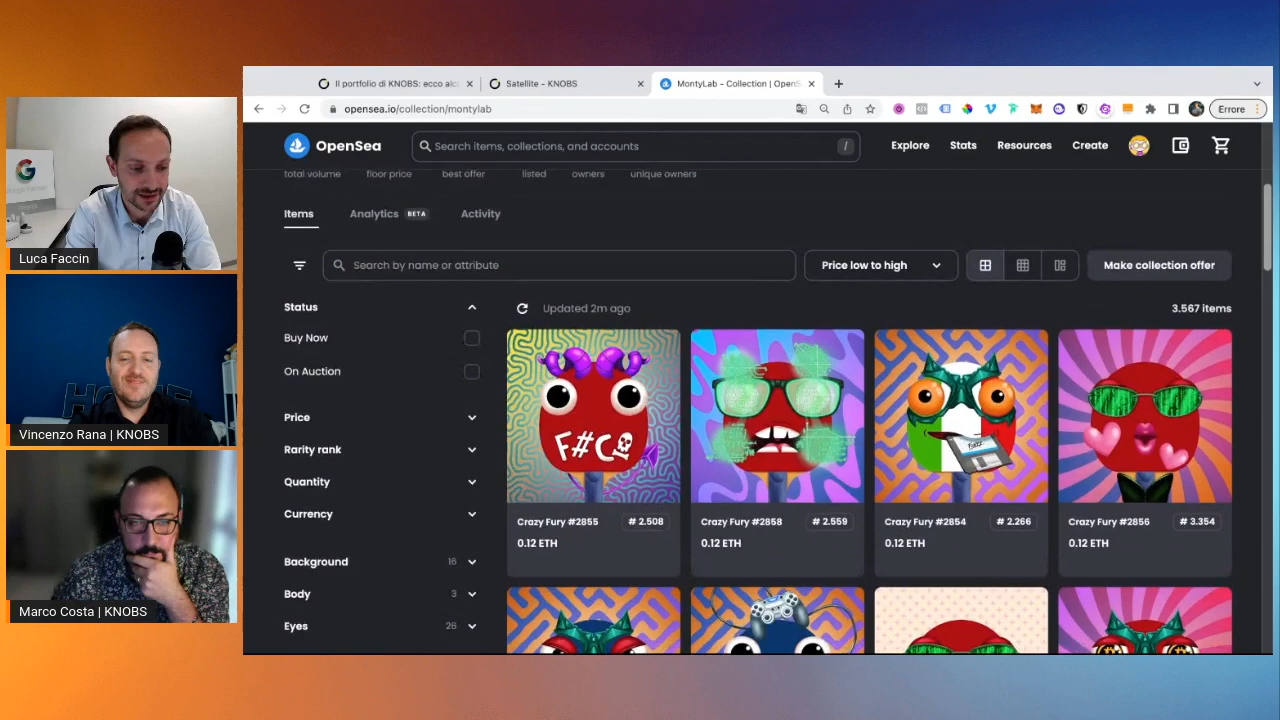 Il portfolio di KNOBS: ecco alc
Satellite – KNOBS
MontyLab - Collection | OpenS
opensea.io/collection/montylab
Errore
OpenSea
Search items, collections, and accounts
/
Explore
Stats
Resources
Create
total volume
floor price
best offer
listed
owners
unique owners
Items
Analytics BETA
Activity
Search by name or attribute
Price low to high
Make collection offer
Status
Updated 2m ago
3.567 items
Buy Now
On Auction
Price
Rarity rank
Quantity
Currency
Background 16
Body 3
Eyes 26
F#C
Crazy Fury #2855 # 2.508
0.12 ETH
Crazy Fury #2858 # 2.559
0.12 ETH
Crazy Fury #2854 # 2.266
0.12 ETH
Crazy Fury #2856 # 3.354
0.12 ETH
Luca Faccin
Vincenzo Rana | KNOBS
Marco Costa | KNOBS